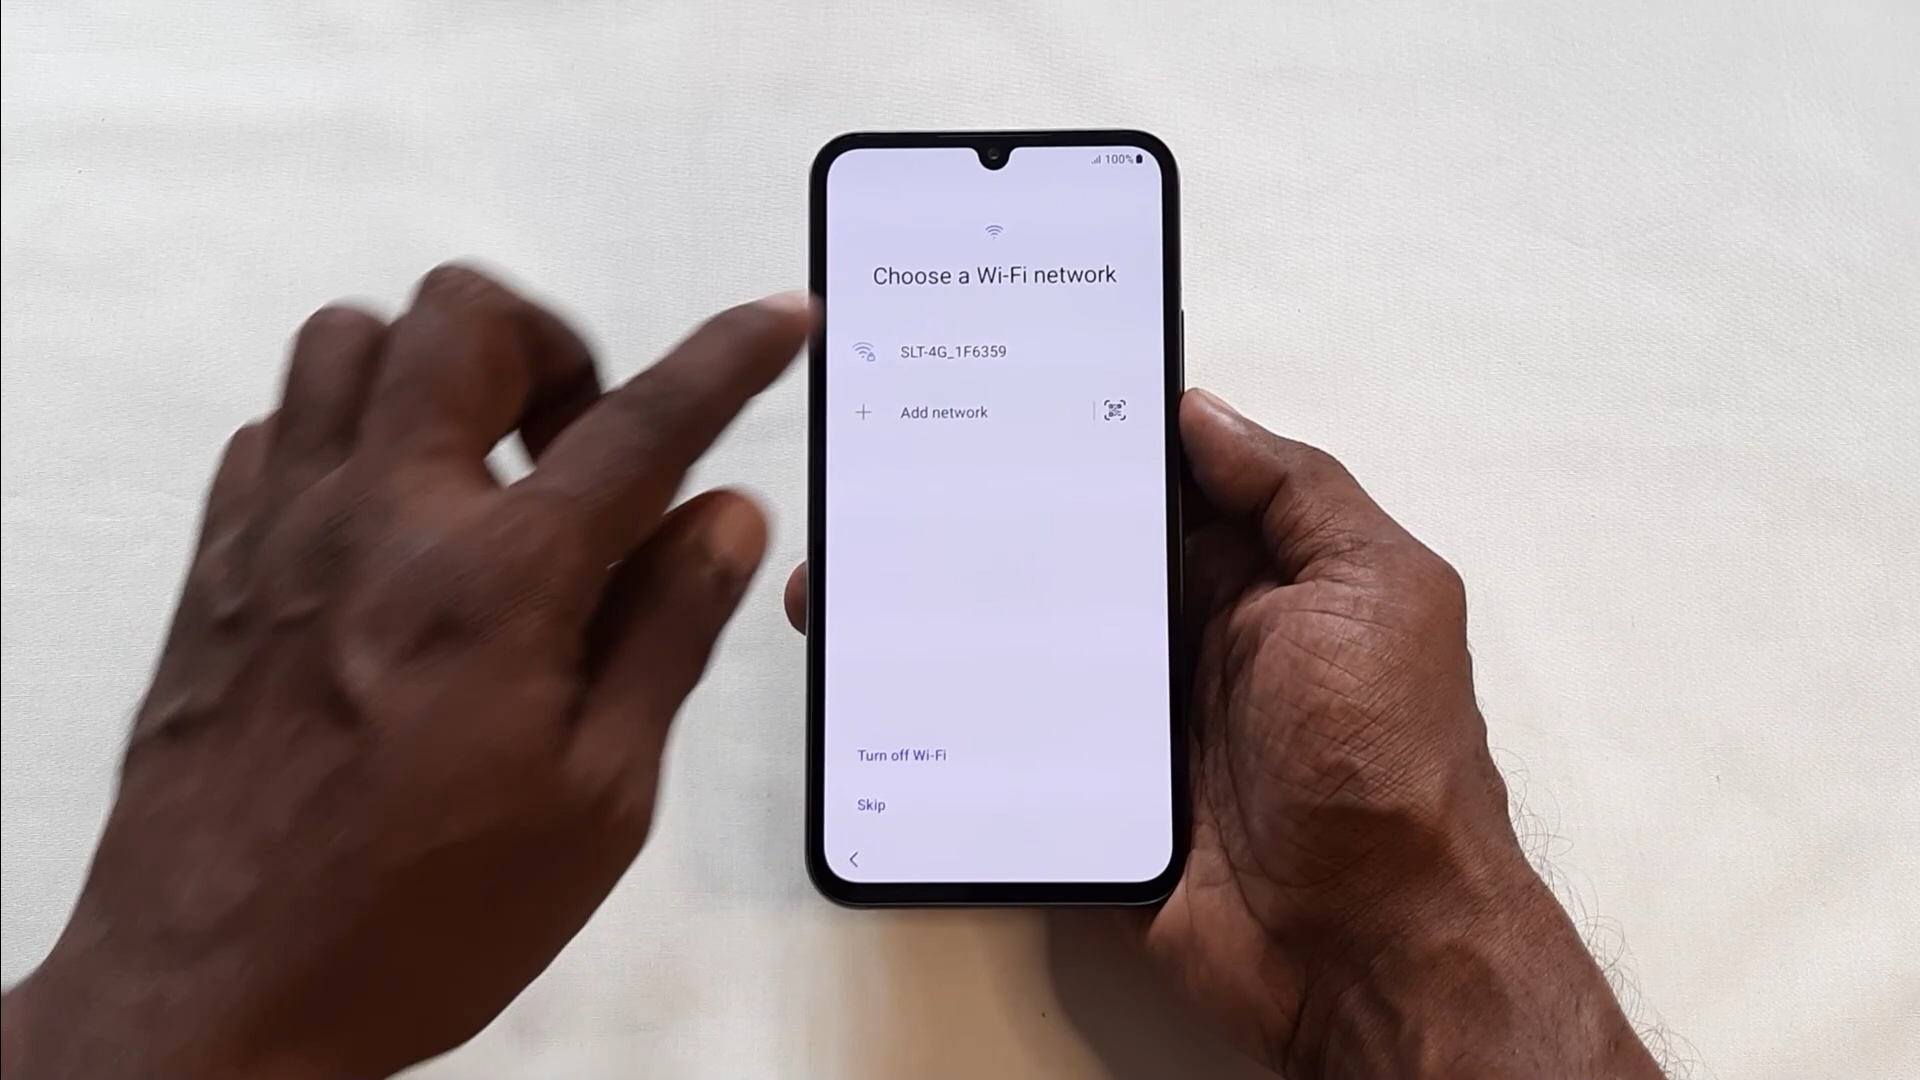 100%
Choose a Wi-Fi network
SLT-4G_1F6359
Add network
Turn off Wi-Fi
Skip